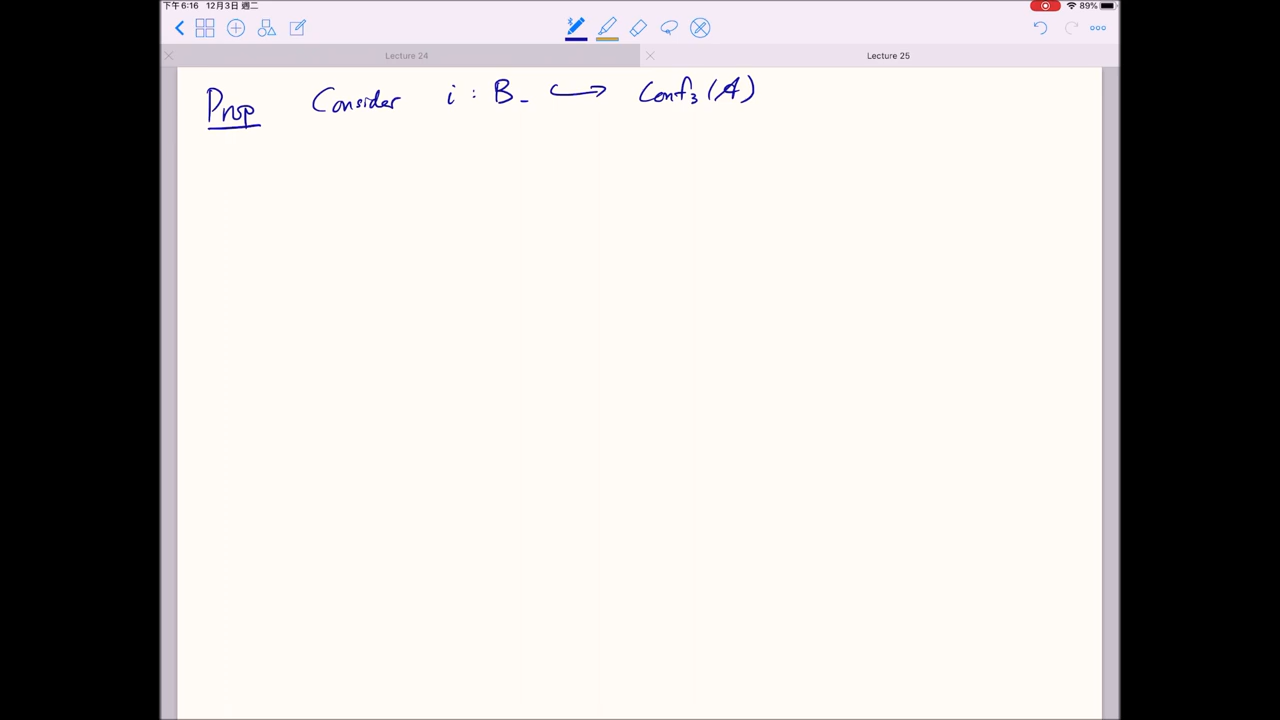 下午6:16 12月3日 週二 89%
Lecture 24 Lecture 25
Prop Consider i : B₋ ↪ Conf₃(𝒜)